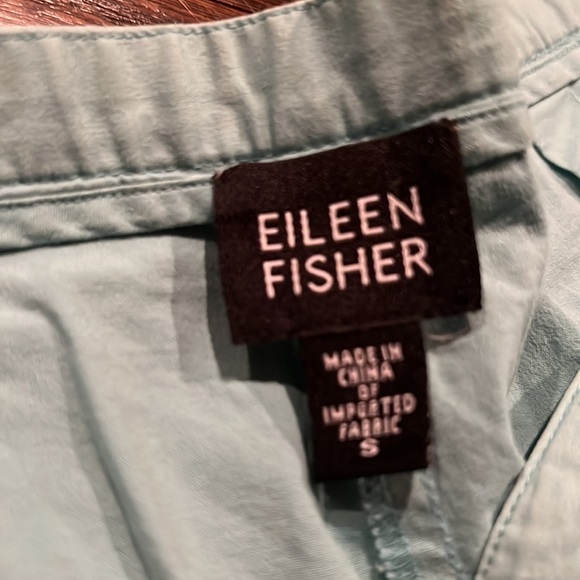 EILEEN
FISHER
MADE IN
CHINA
OF
IMPORTED
FABRIC
S